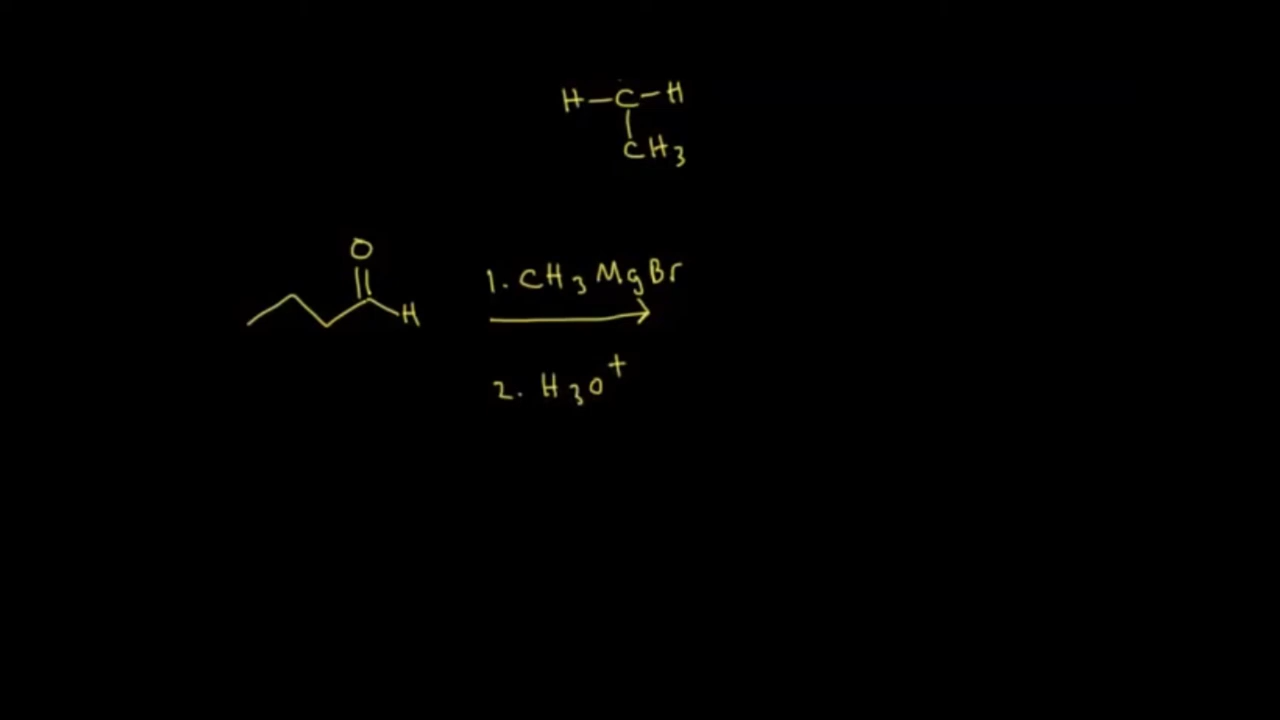 H-C-H
CH3
O
H
1. CH3MgBr
2. H3O+